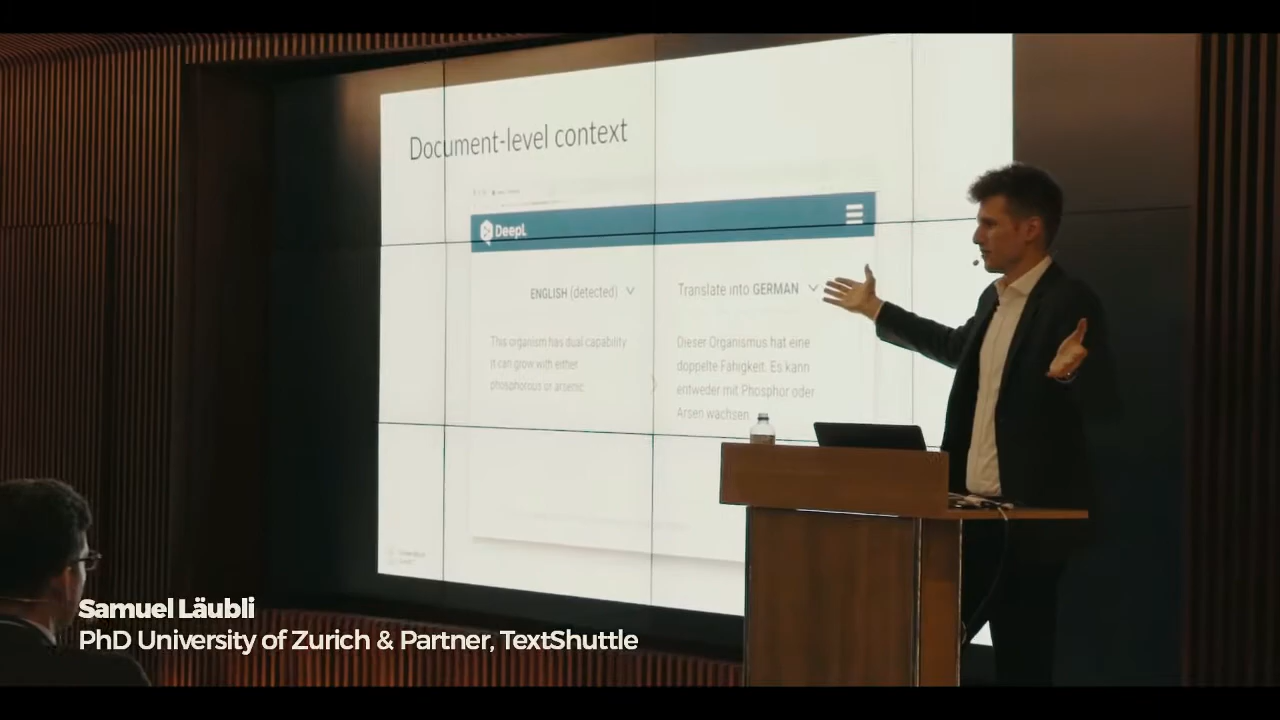 Document-level context
DeepL
ENGLISH (detected)
Translate into GERMAN
This organism has dual capability
It can grow with either
phosphorous or arsenic
Dieser Organismus hat eine
doppelte Fähigkeit. Es kann
entweder mit Phosphor oder
Arsen wachsen.
Samuel Läubli
PhD University of Zurich & Partner, TextShuttle